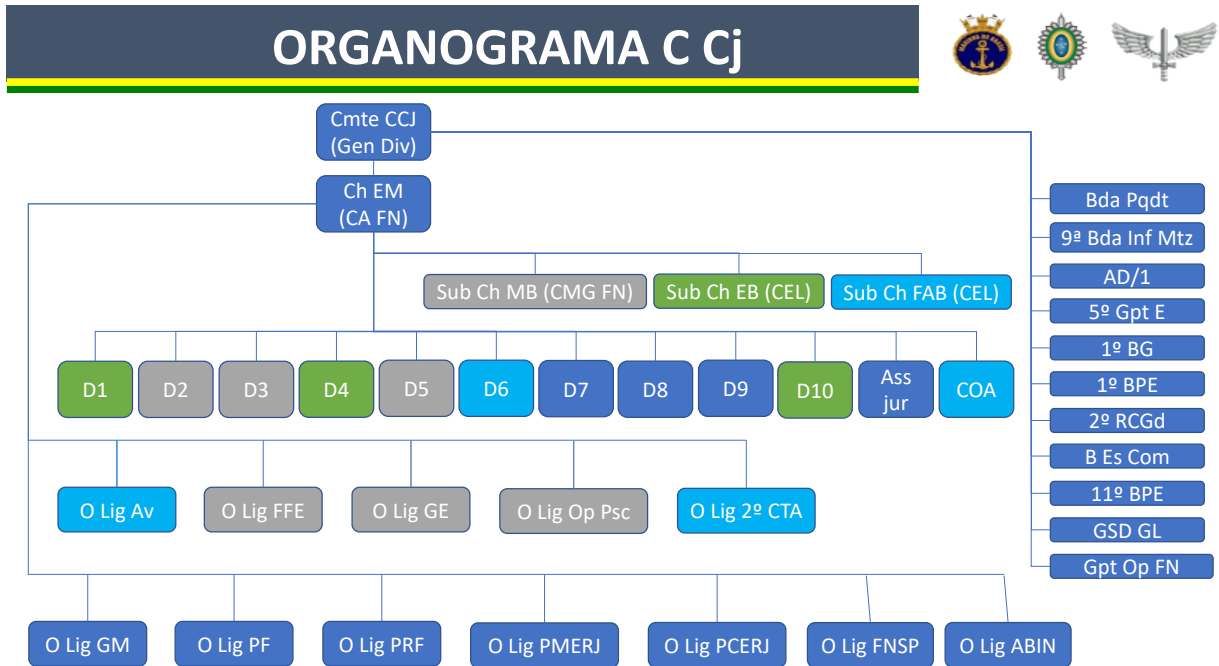 ORGANOGRAMA C Cj
MARINHA DO BRASIL
Cmte CCJ
(Gen Div)
Ch EM
(CA FN)
Sub Ch MB (CMG FN)
Sub Ch EB (CEL)
Sub Ch FAB (CEL)
D1
D2
D3
D4
D5
D6
D7
D8
D9
D10
Ass
jur
COA
O Lig Av
O Lig FFE
O Lig GE
O Lig Op Psc
O Lig 2º CTA
O Lig GM
O Lig PF
O Lig PRF
O Lig PMERJ
O Lig PCERJ
O Lig FNSP
O Lig ABIN
Bda Pqdt
9ª Bda Inf Mtz
AD/1
5º Gpt E
1º BG
1º BPE
2º RCGd
B Es Com
11º BPE
GSD GL
Gpt Op FN